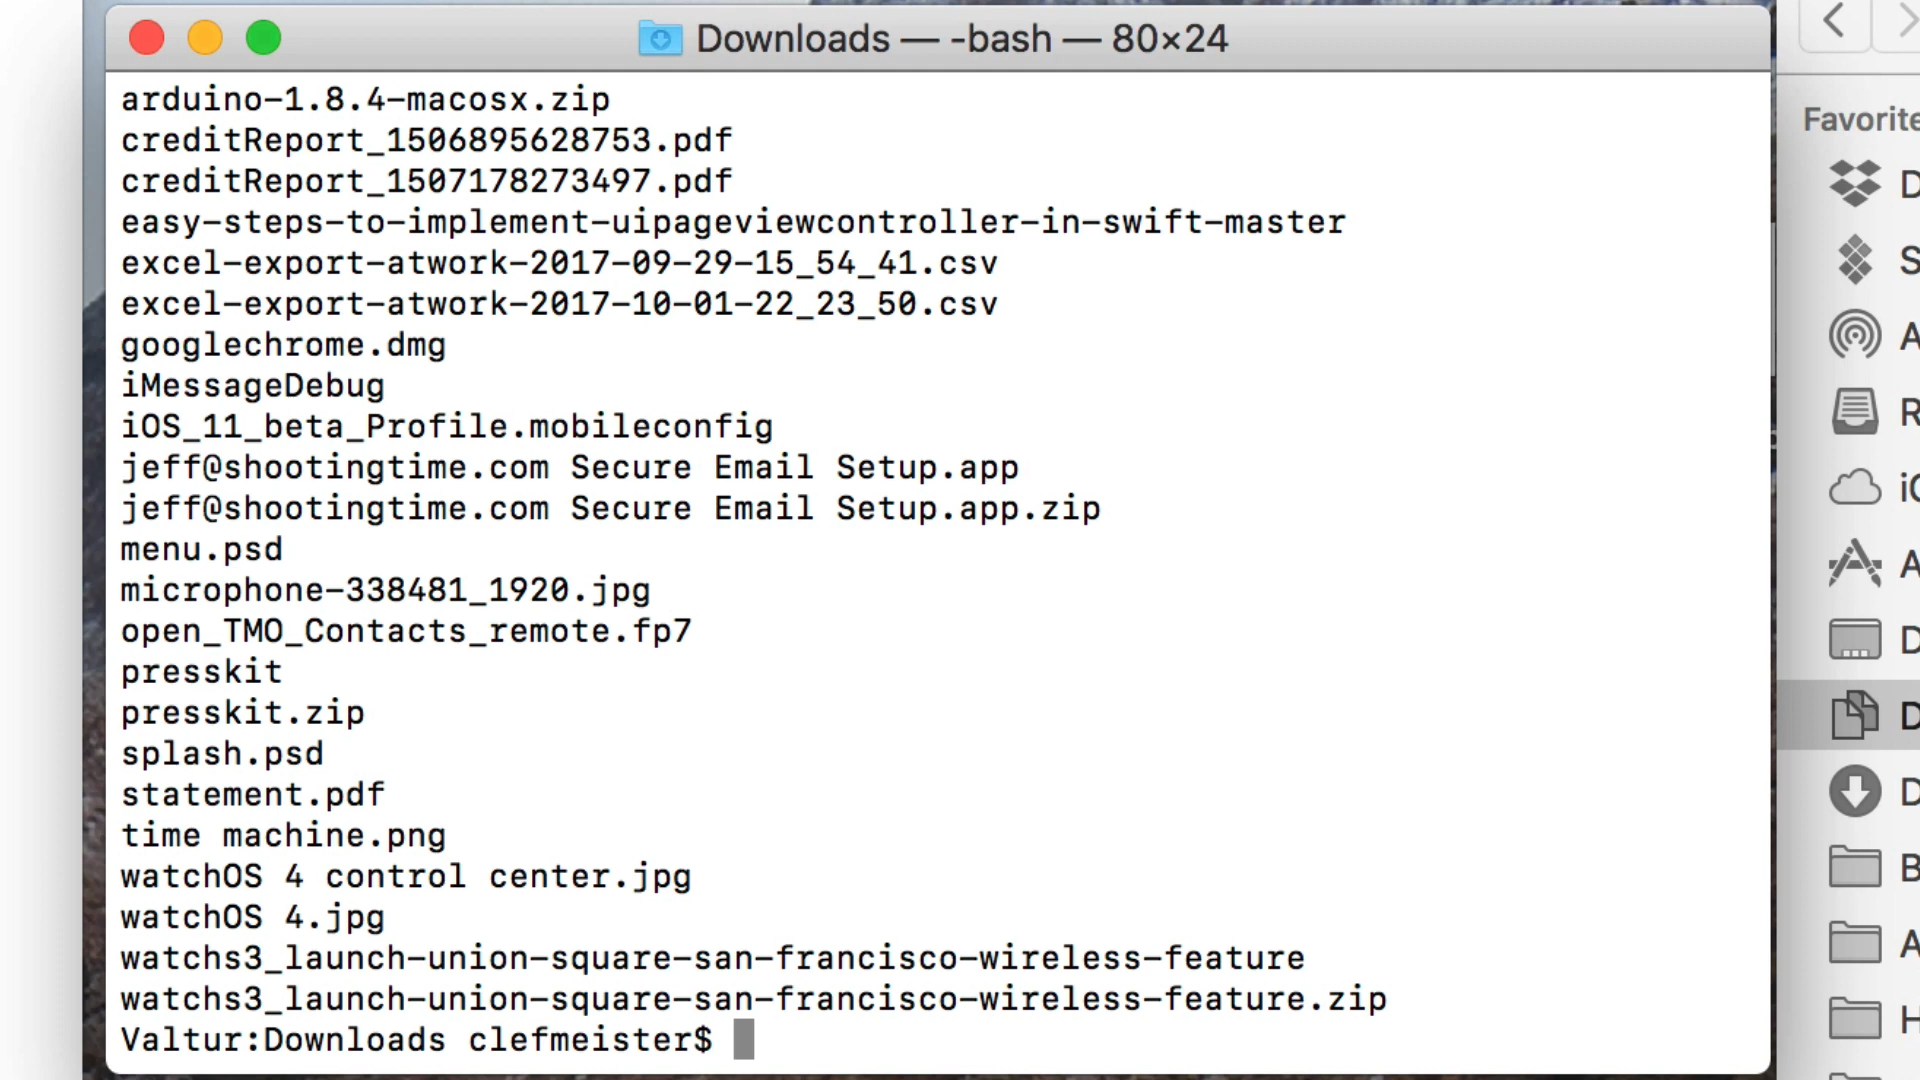 Downloads — -bash — 80×24
arduino-1.8.4-macosx.zip
creditReport_1506895628753.pdf
creditReport_1507178273497.pdf
easy-steps-to-implement-uipageviewcontroller-in-swift-master
excel-export-atwork-2017-09-29-15_54_41.csv
excel-export-atwork-2017-10-01-22_23_50.csv
googlechrome.dmg
iMessageDebug
iOS_11_beta_Profile.mobileconfig
jeff@shootingtime.com Secure Email Setup.app
jeff@shootingtime.com Secure Email Setup.app.zip
menu.psd
microphone-338481_1920.jpg
open_TMO_Contacts_remote.fp7
presskit
presskit.zip
splash.psd
statement.pdf
time machine.png
watchOS 4 control center.jpg
watchOS 4.jpg
watchs3_launch-union-square-san-francisco-wireless-feature
watchs3_launch-union-square-san-francisco-wireless-feature.zip
Valtur:Downloads clefmeister$
Favorite